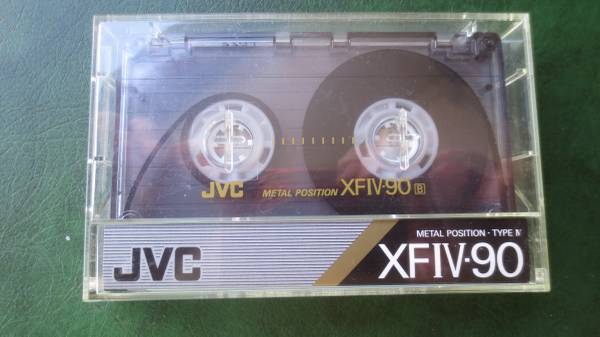 JVC METAL POSITION XFIV-90 B
METAL POSITION · TYPE IV
JVC XFIV-90